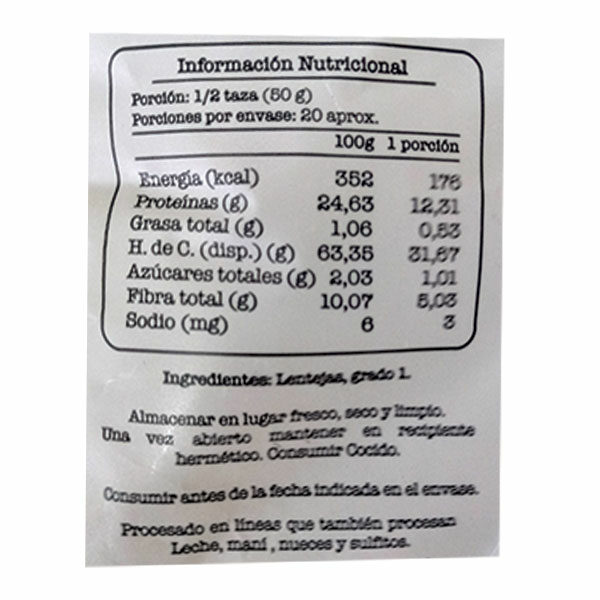 Información Nutricional
Porción: 1/2 taza (50 g)
Porciones por envase: 20 aprox.
100g 1 porción
Energía (kcal) 352 176
Proteínas (g) 24,63 12,31
Grasa total (g) 1,06 0,53
H. de C. (disp.) (g) 63,35 31,67
Azúcares totales (g) 2,03 1,01
Fibra total (g) 10,07 5,03
Sodio (mg) 6 3
Ingredientes: Lentejas, grado 1.
Almacenar en lugar fresco, seco y limpio.
Una vez abierto mantener en recipiente
hermético. Consumir Cocido.
Consumir antes de la fecha indicada en el envase.
Procesado en líneas que también procesan
Leche, maní , nueces y sulfitos.